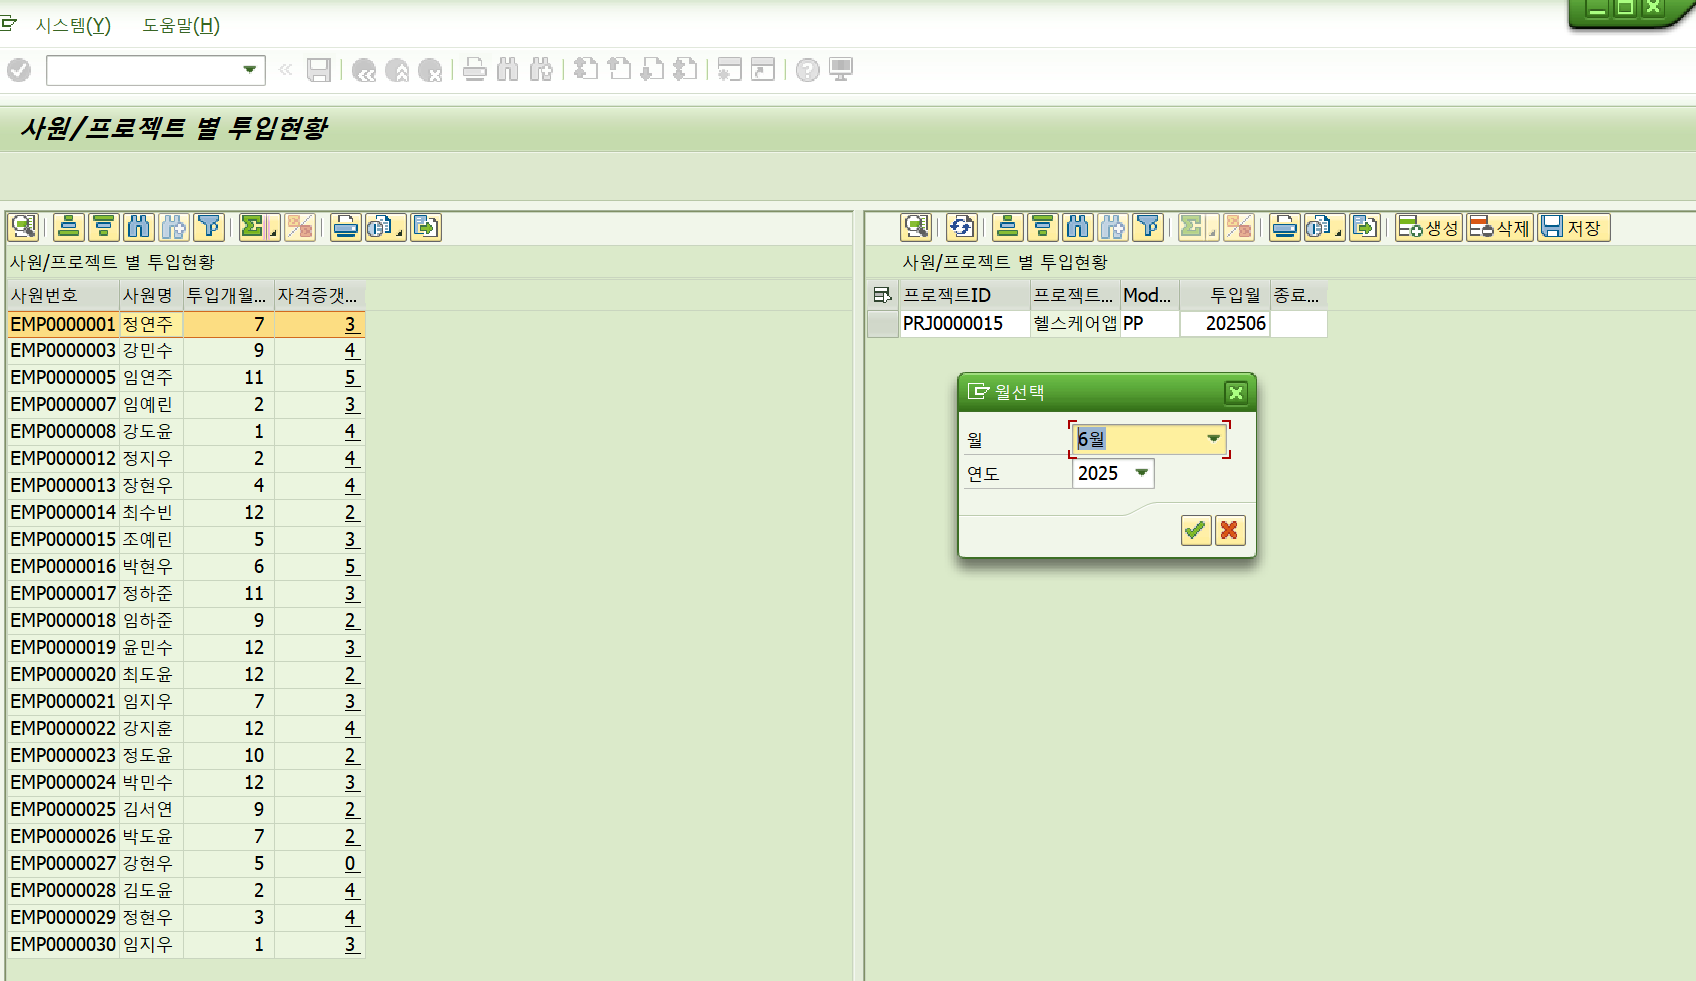 시스템(Y) 도움말(H)
사원/프로젝트 별 투입현황
생성 삭제 저장
사원/프로젝트 별 투입현황
사원번호 사원명 투입개월... 자격증갯...
EMP0000001 정연주 7 3
EMP0000003 강민수 9 4
EMP0000005 임연주 11 5
EMP0000007 임예린 2 3
EMP0000008 강도윤 1 4
EMP0000012 정지우 2 4
EMP0000013 장현우 4 4
EMP0000014 최수빈 12 2
EMP0000015 조예린 5 3
EMP0000016 박현우 6 5
EMP0000017 정하준 11 3
EMP0000018 임하준 9 2
EMP0000019 윤민수 12 3
EMP0000020 최도윤 12 2
EMP0000021 임지우 7 3
EMP0000022 강지훈 12 4
EMP0000023 정도윤 10 2
EMP0000024 박민수 12 3
EMP0000025 김서연 9 2
EMP0000026 박도윤 7 2
EMP0000027 강현우 5 0
EMP0000028 김도윤 2 4
EMP0000029 정현우 3 4
EMP0000030 임지우 1 3
사원/프로젝트 별 투입현황
프로젝트ID 프로젝트... Mod... 투입월 종료...
PRJ0000015 헬스케어앱 PP 202506
월선택
월 6월
연도 2025